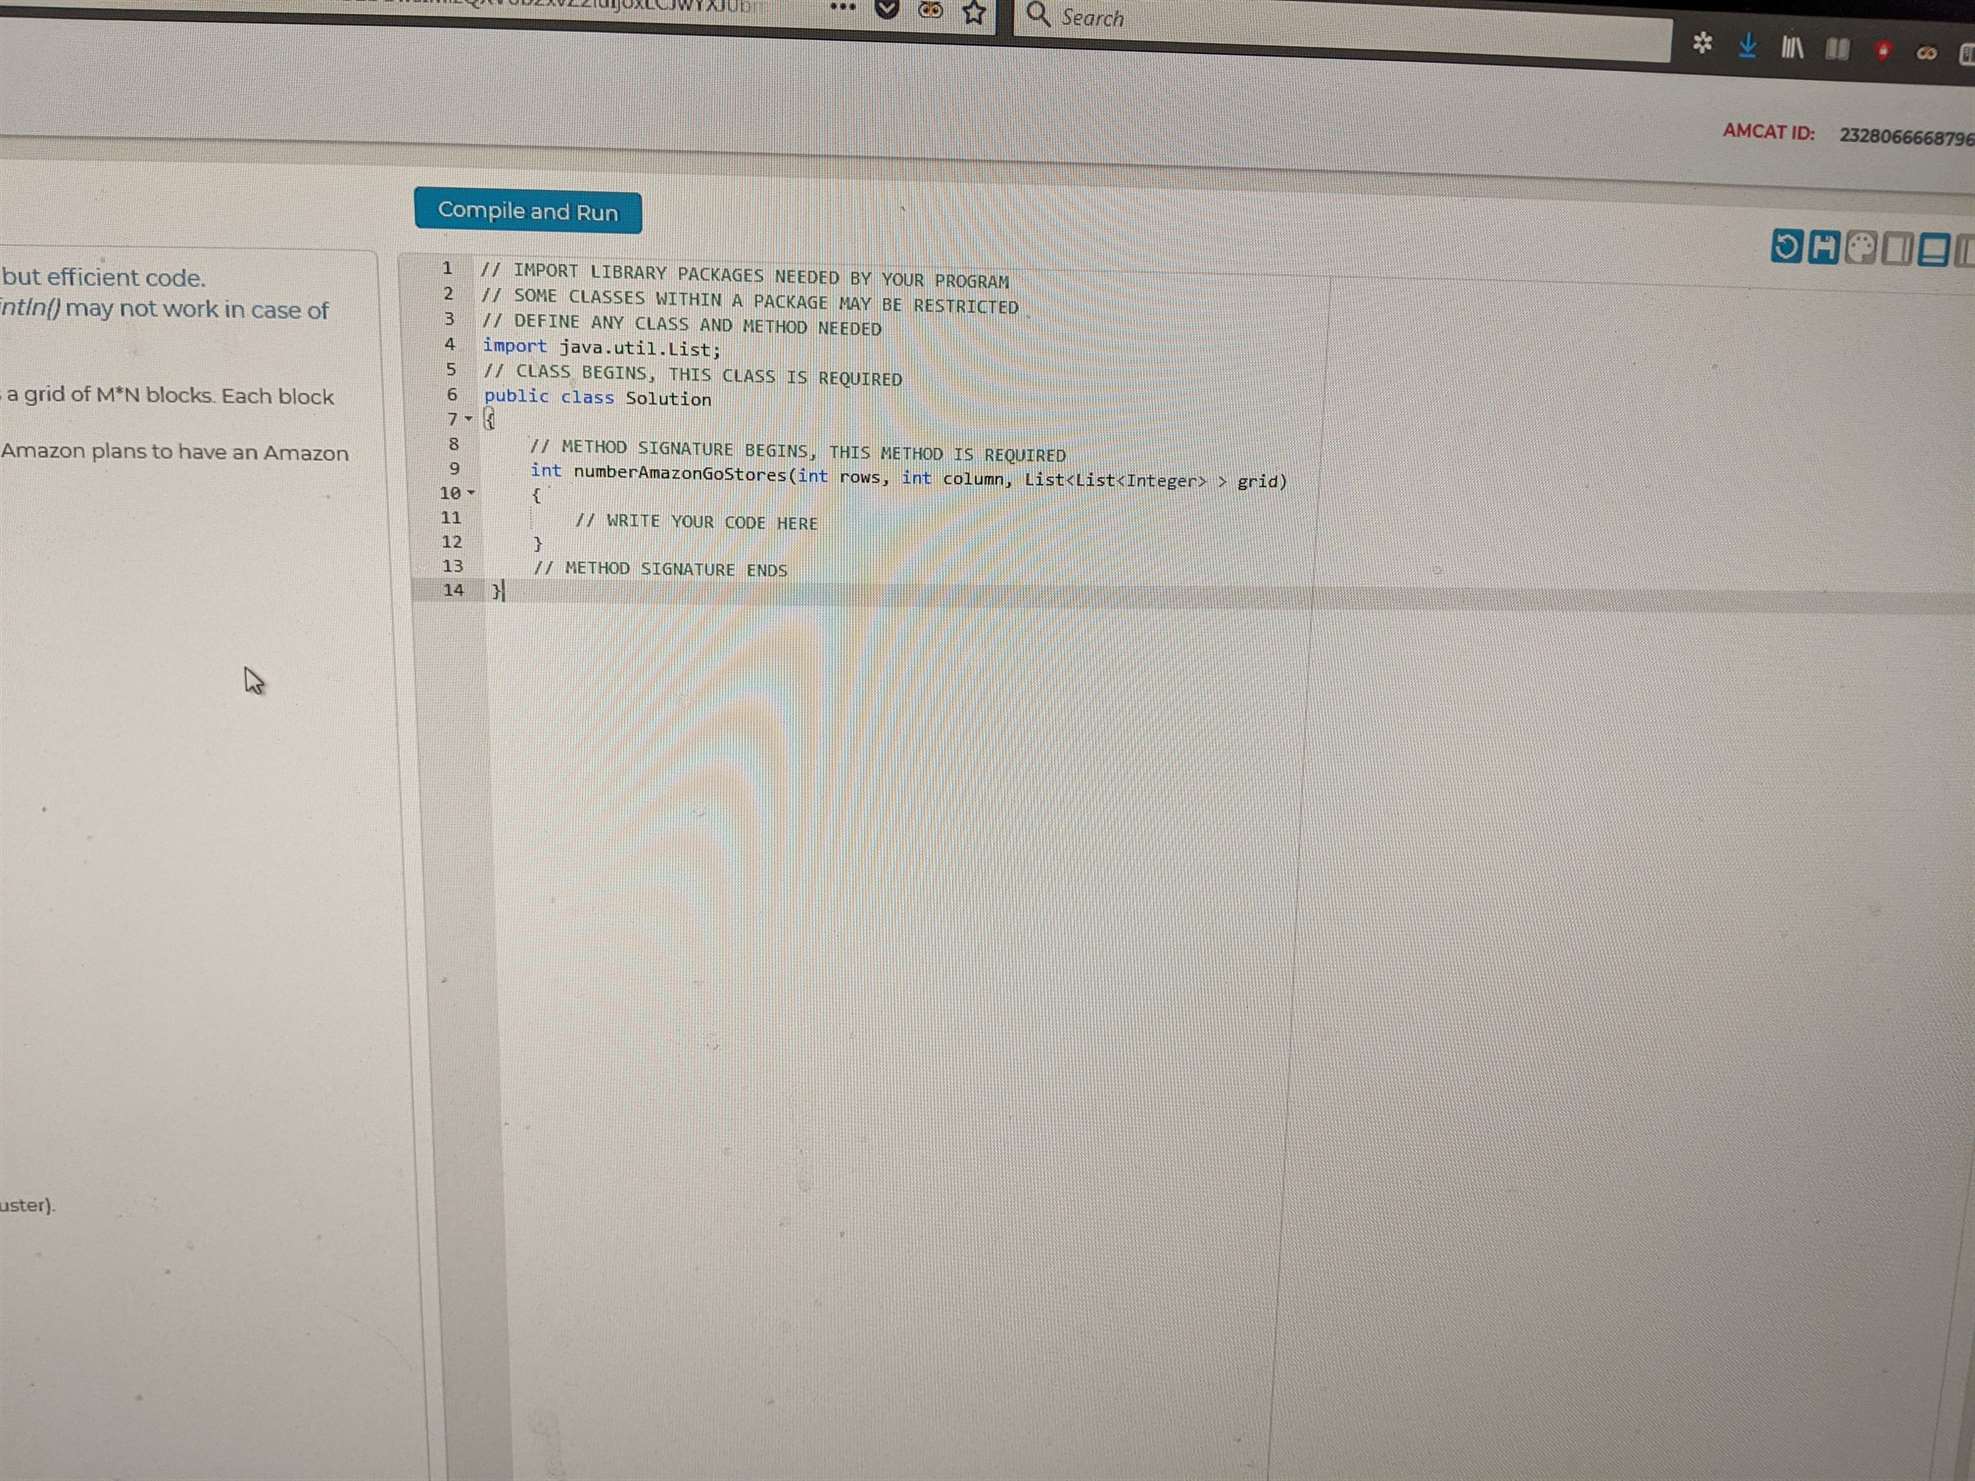 Search
AMCAT ID: 2328066668796
Compile and Run
but efficient code.
intln() may not work in case of
a grid of M*N blocks. Each block
Amazon plans to have an Amazon
uster).
1 // IMPORT LIBRARY PACKAGES NEEDED BY YOUR PROGRAM
2 // SOME CLASSES WITHIN A PACKAGE MAY BE RESTRICTED
3 // DEFINE ANY CLASS AND METHOD NEEDED
4 import java.util.List;
5 // CLASS BEGINS, THIS CLASS IS REQUIRED
6 public class Solution
7 {
8 // METHOD SIGNATURE BEGINS, THIS METHOD IS REQUIRED
9 int numberAmazonGoStores(int rows, int column, List<List<Integer> > grid)
10 {
11 // WRITE YOUR CODE HERE
12 }
13 // METHOD SIGNATURE ENDS
14 }